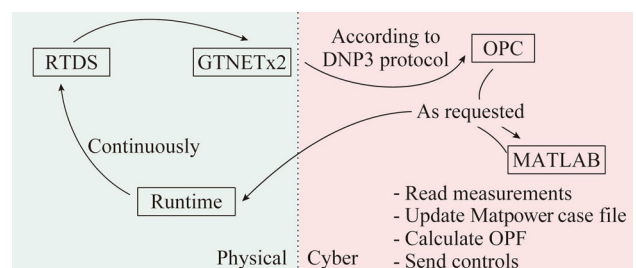 RTDS
GTNETx2
According to
DNP3 protocol
OPC
As requested
Continuously
MATLAB
Runtime
- Read measurements
- Update Matpower case file
- Calculate OPF
- Send controls
Physical
Cyber